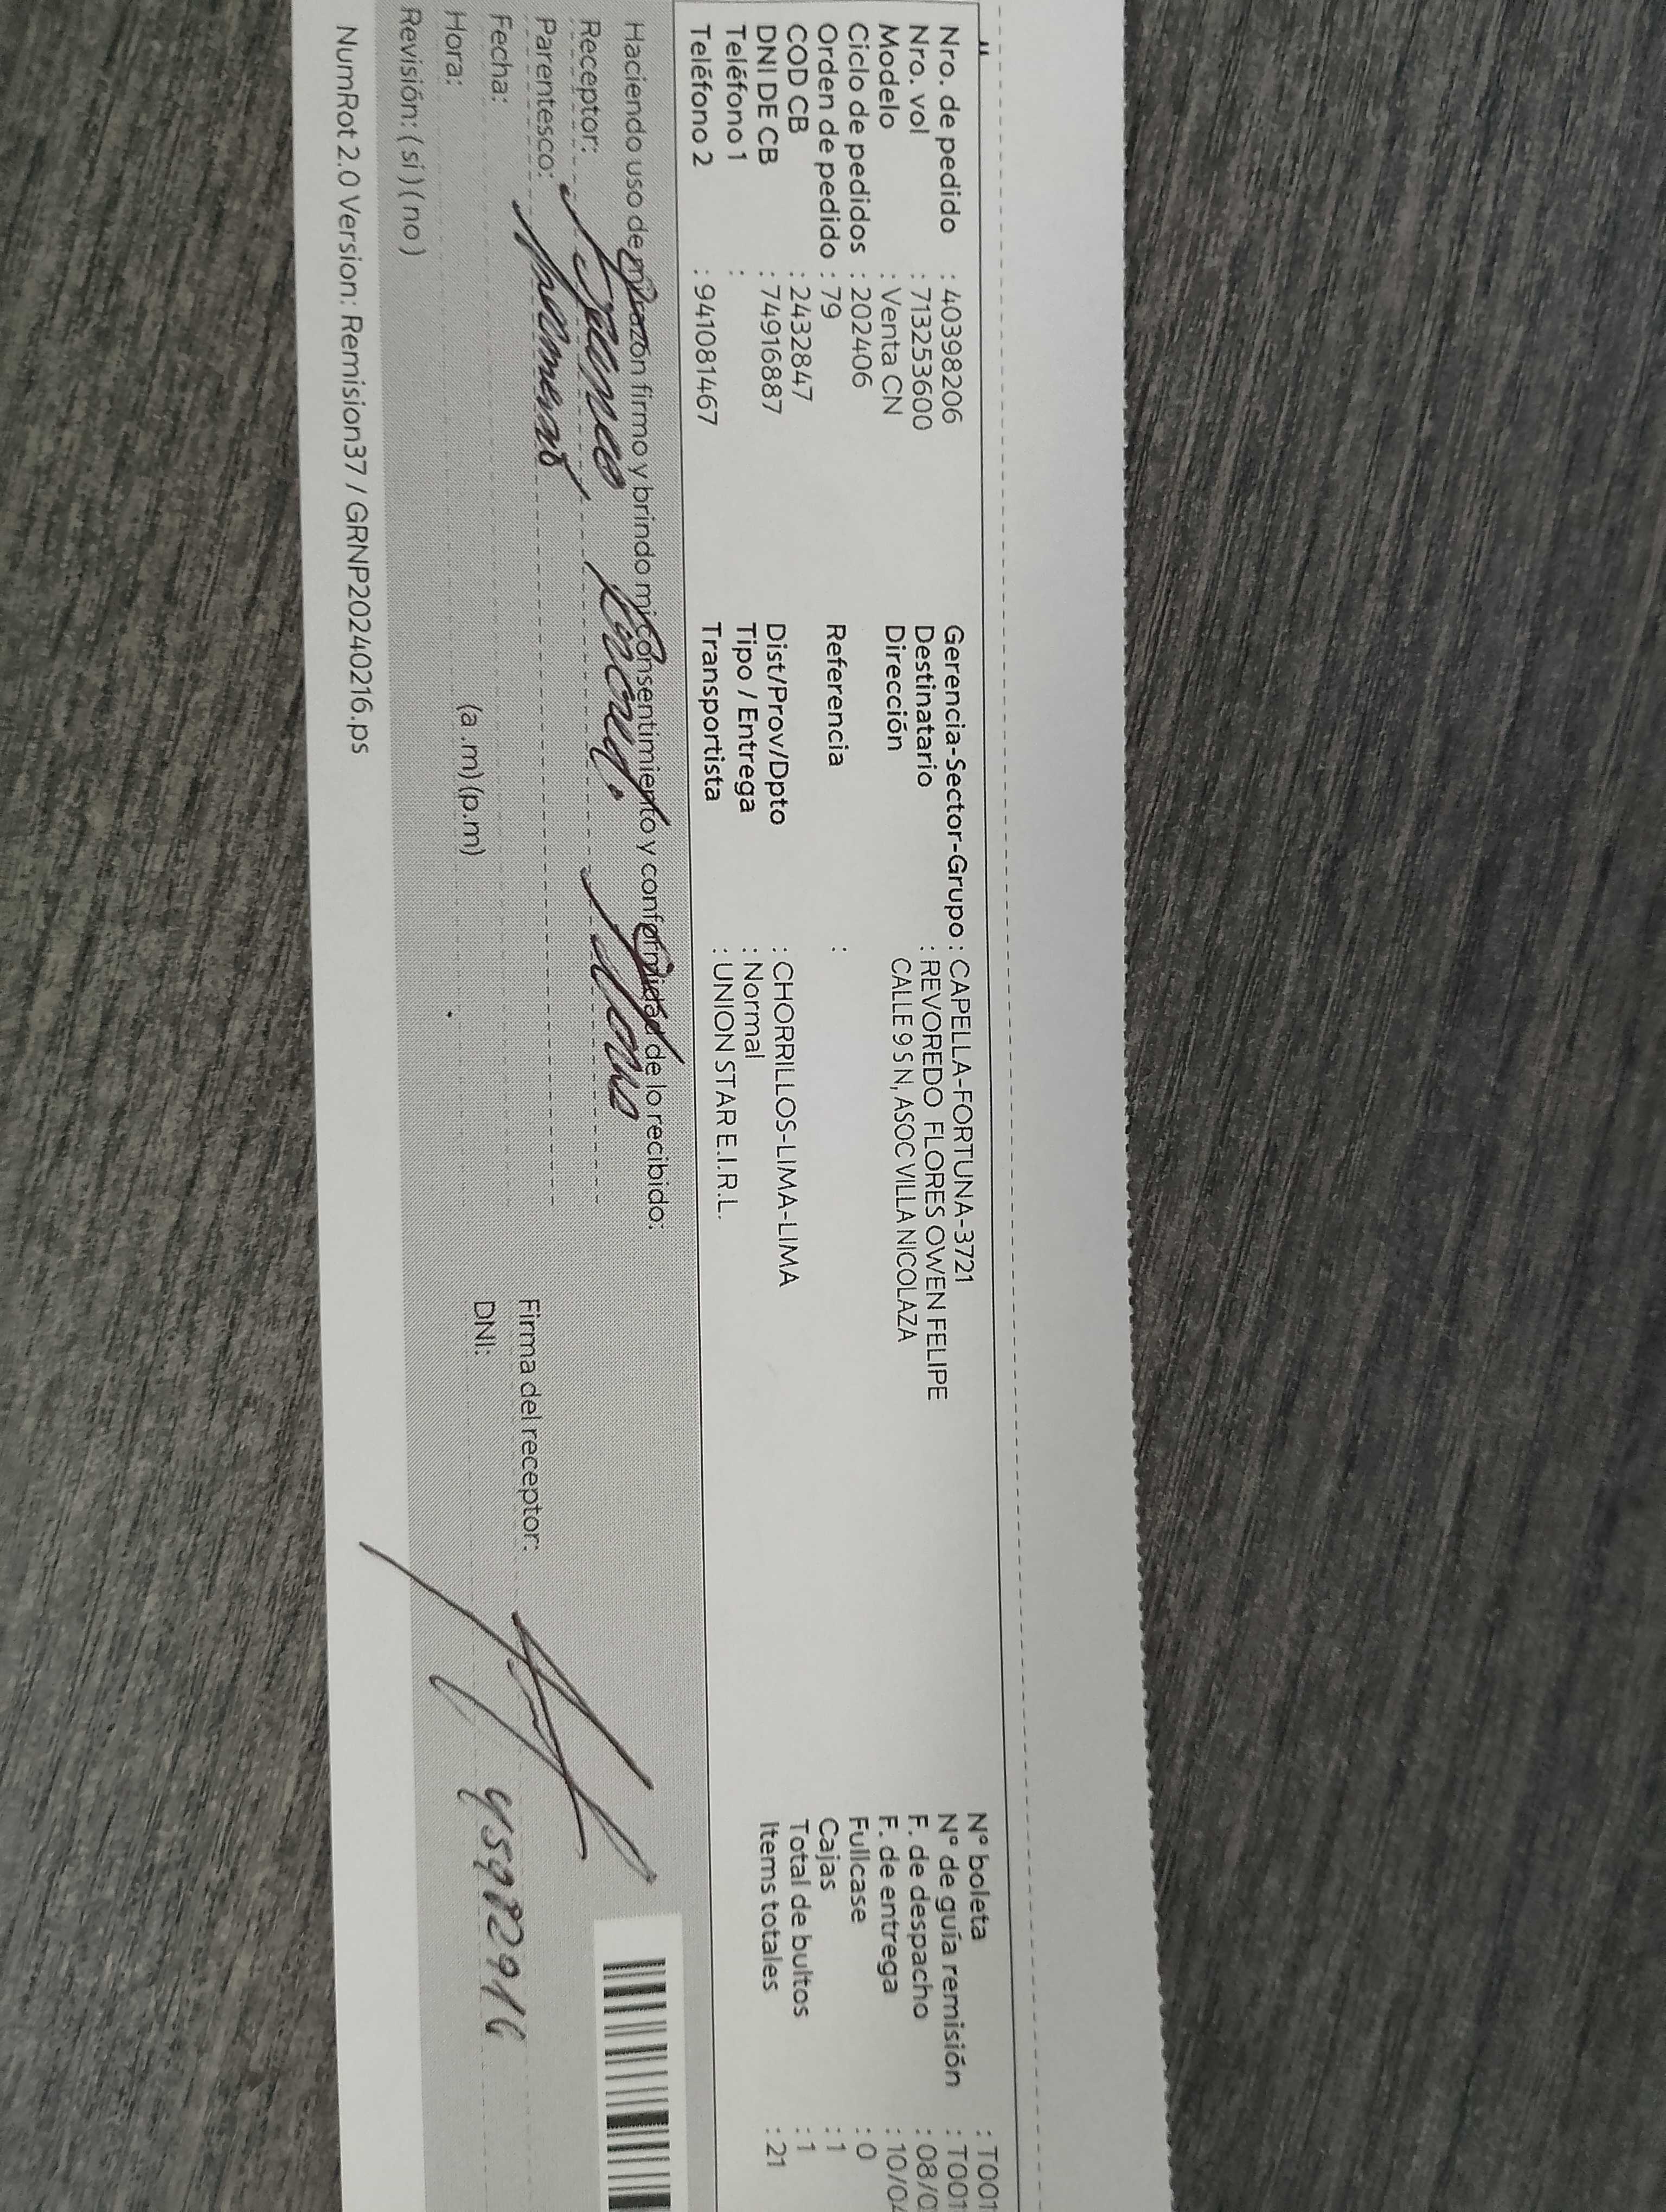 Nro. de pedido : 40398206
Nro. vol : 713253600
Modelo : Venta CN
Ciclo de pedidos : 202406
Orden de pedido : 79
COD CB : 2432847
DNI DE CB : 74916887
Teléfono 1 :
Teléfono 2 : 941081467
Gerencia-Sector-Grupo : CAPELLA-FORTUNA-3721
Destinatario : REVOREDO FLORES OWEN FELIPE
Dirección CALLE 9 S N, ASOC VILLA NICOLAZA
Referencia :
Dist/Prov/Dpto : CHORRILLOS-LIMA-LIMA
Tipo / Entrega : Normal
Transportista : UNION STAR E.I.R.L.
N° boleta : T001
N° de guía remisión : T001
F. de despacho : 08/0
F. de entrega : 10/04
Fullcase : 0
Cajas : 1
Total de bultos : 1
Items totales : 21
Haciendo uso de mi razón firmo y brindo mi consentimiento y conformidad de lo recibido:
Receptor:
Parentesco:
Fecha:
Hora: (a.m) (p.m)
Revisión: (si) (no)
Firma del receptor:
DNI: 45972916
NumRot 2.0 Version: Remision37 / GRNP20240216.ps